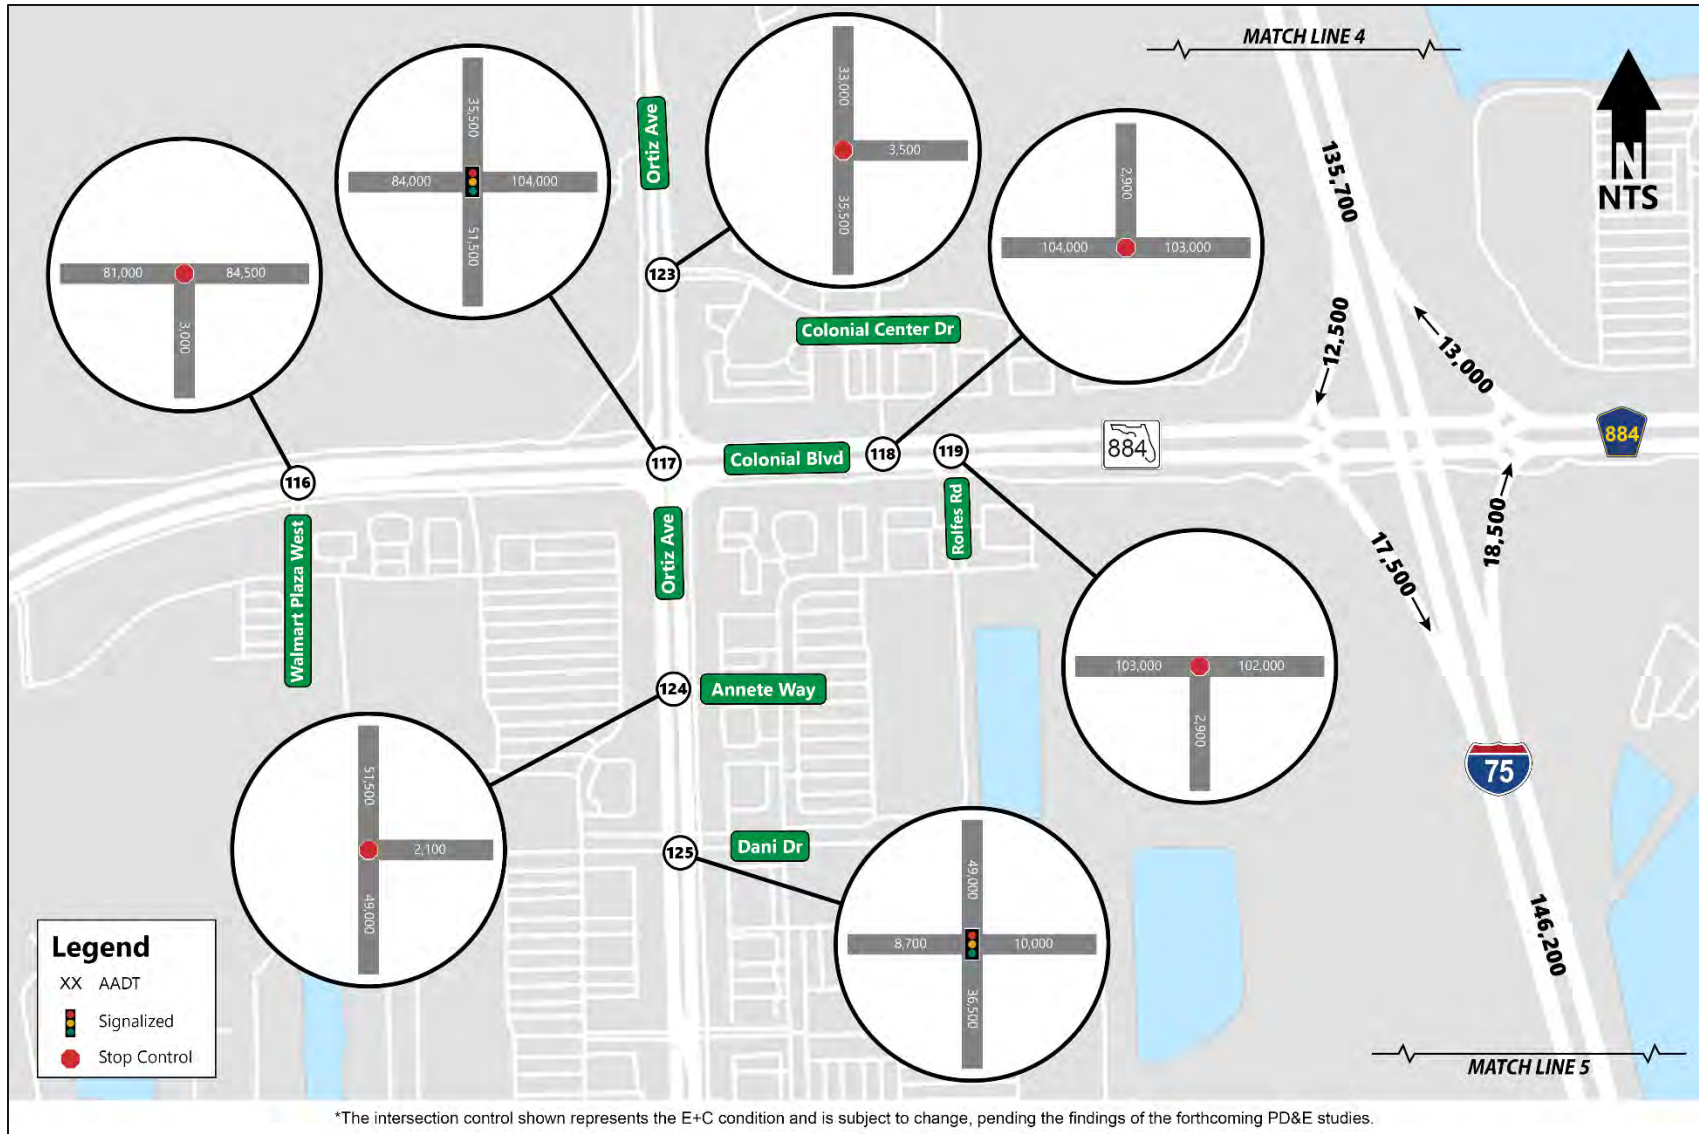 MATCH LINE 4
N
NTS
33,000
3,500
35,500
35,500
84,000
104,000
51,500
Ortiz Ave
2,900
104,000
103,000
135,700
81,000
84,500
3,000
123
Colonial Center Dr
12,500
13,000
116
117
Colonial Blvd
118
119
884
884
Walmart Plaza West
Ortiz Ave
Rolfes Rd
17,500
18,500
103,000
102,000
2,900
124
Annete Way
51,500
2,100
49,000
75
125
Dani Dr
49,000
8,700
10,000
36,500
146,200
Legend
XX AADT
Signalized
Stop Control
MATCH LINE 5
*The intersection control shown represents the E+C condition and is subject to change, pending the findings of the forthcoming PD&E studies.